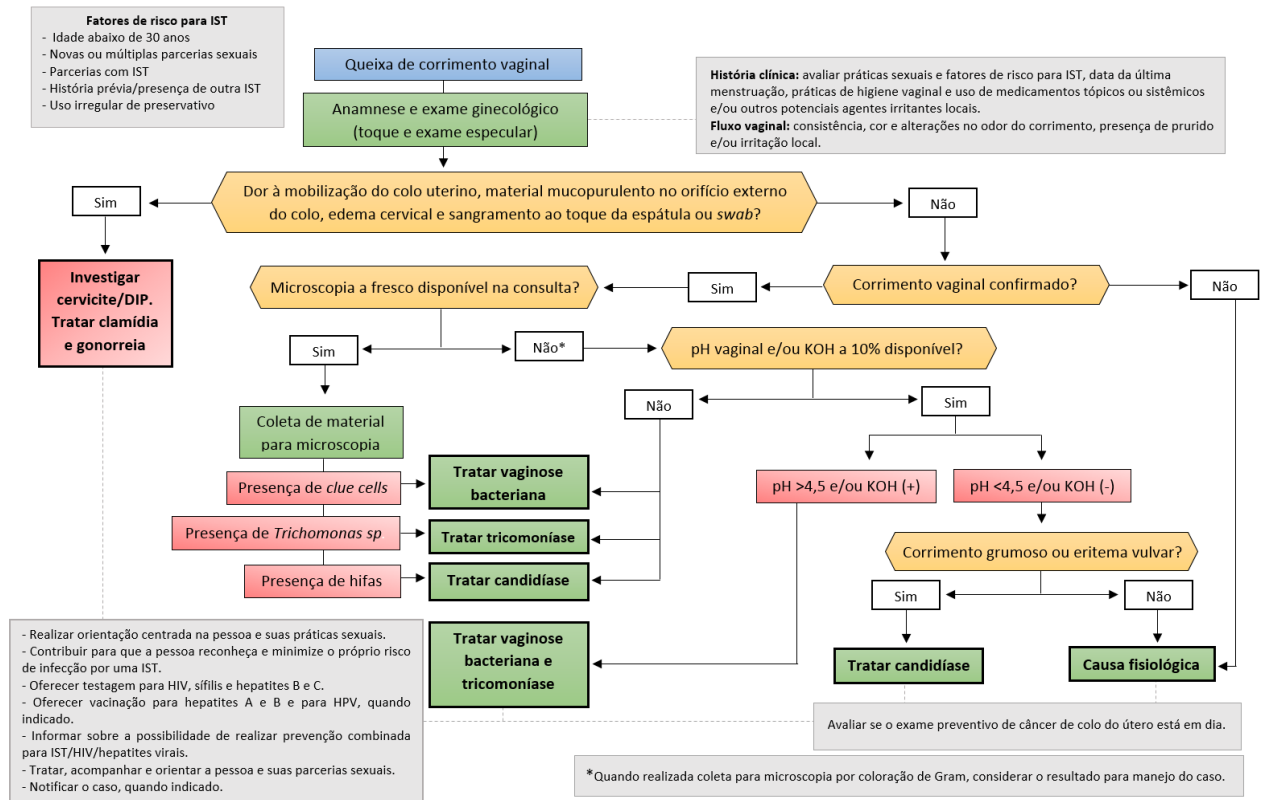 Fatores de risco para IST
- Idade abaixo de 30 anos
- Novas ou múltiplas parcerias sexuais
- Parcerias com IST
- História prévia/presença de outra IST
- Uso irregular de preservativo
Queixa de corrimento vaginal
Anamnese e exame ginecológico
(toque e exame especular)
História clínica: avaliar práticas sexuais e fatores de risco para IST, data da última
menstruação, práticas de higiene vaginal e uso de medicamentos tópicos ou sistêmicos
e/ou outros potenciais agentes irritantes locais.
Fluxo vaginal: consistência, cor e alterações no odor do corrimento, presença de prurido
e/ou irritação local.
Dor à mobilização do colo uterino, material mucopurulento no orifício externo
do colo, edema cervical e sangramento ao toque da espátula ou swab?
Sim
Não
Investigar
cervicite/DIP.
Tratar clamídia
e gonorreia
Microscopia a fresco disponível na consulta?
Sim
Corrimento vaginal confirmado?
Não
Sim
Não*
pH vaginal e/ou KOH a 10% disponível?
Não
Sim
Coleta de material
para microscopia
Presença de clue cells
Tratar vaginose
bacteriana
Presença de Trichomonas sp
Tratar tricomoníase
Presença de hifas
Tratar candidíase
pH >4,5 e/ou KOH (+)
pH <4,5 e/ou KOH (-)
Corrimento grumoso ou eritema vulvar?
Sim
Não
Tratar vaginose
bacteriana e
tricomoníase
Tratar candidíase
Causa fisiológica
- Realizar orientação centrada na pessoa e suas práticas sexuais.
- Contribuir para que a pessoa reconheça e minimize o próprio risco
de infecção por uma IST.
- Oferecer testagem para HIV, sífilis e hepatites B e C.
- Oferecer vacinação para hepatites A e B e para HPV, quando
indicado.
- Informar sobre a possibilidade de realizar prevenção combinada
para IST/HIV/hepatites virais.
- Tratar, acompanhar e orientar a pessoa e suas parcerias sexuais.
- Notificar o caso, quando indicado.
Avaliar se o exame preventivo de câncer de colo do útero está em dia.
*Quando realizada coleta para microscopia por coloração de Gram, considerar o resultado para manejo do caso.